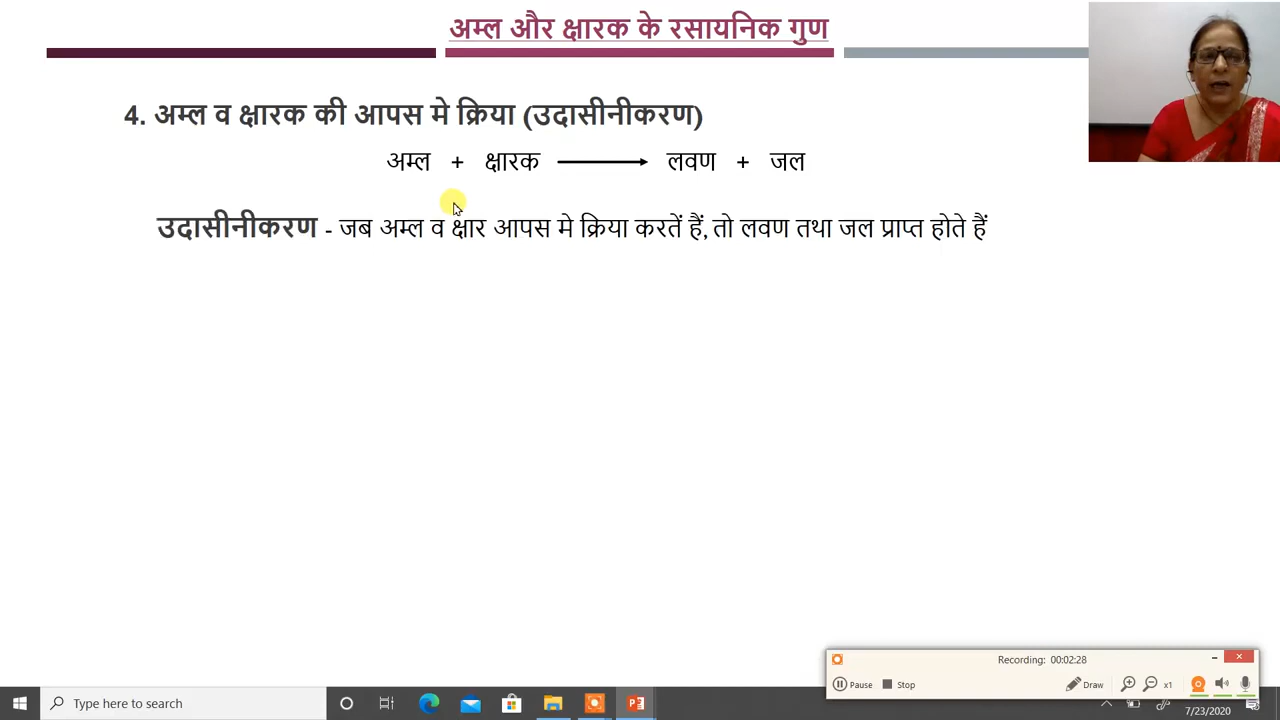 अम्ल और क्षारक के रसायनिक गुण
4. अम्ल व क्षारक की आपस मे क्रिया (उदासीनीकरण)
अम्ल + क्षारक ⟶ लवण + जल
उदासीनीकरण - जब अम्ल व क्षार आपस मे क्रिया करतें हैं, तो लवण तथा जल प्राप्त होते हैं
Recording: 00:02:28
Pause Stop Draw x1
Type here to search
7/23/2020